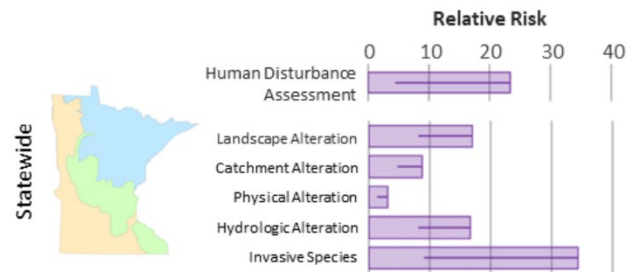 Relative Risk
0 10 20 30 40
Human Disturbance
Assessment
Statewide
Landscape Alteration
Catchment Alteration
Physical Alteration
Hydrologic Alteration
Invasive Species